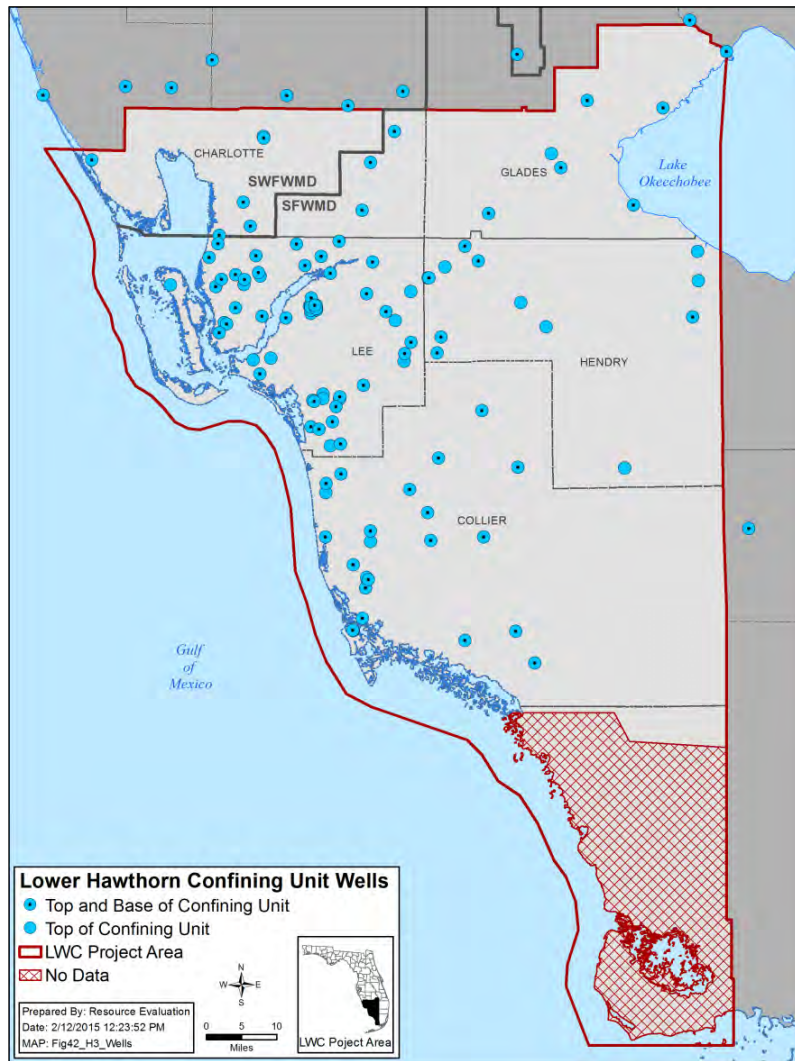 CHARLOTTE
SWFWMD
SFWMD
GLADES
Lake
Okeechobee
LEE
HENDRY
COLLIER
Gulf
of
Mexico
Lower Hawthorn Confining Unit Wells
Top and Base of Confining Unit
Top of Confining Unit
LWC Project Area
No Data
N
W E
S
Prepared By: Resource Evaluation
Date: 2/12/2015 12:23:52 PM
MAP: Fig42_H3_Wells
0 5 10
Miles
LWC Poject Area